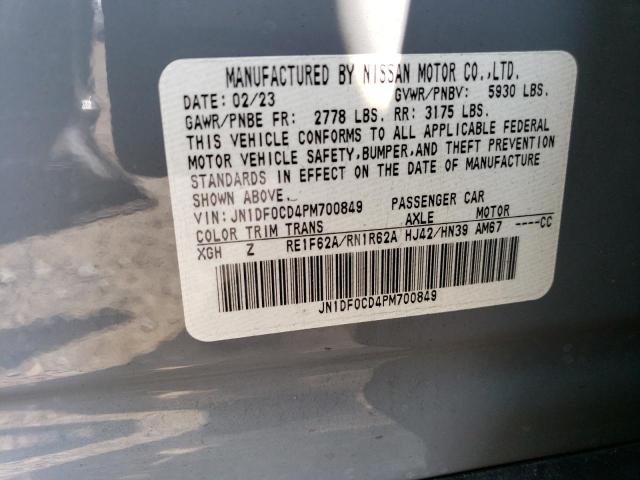 MANUFACTURED BY NISSAN MOTOR CO.,LTD.
DATE: 02/23 GVWR/PNBV: 5930 LBS.
GAWR/PNBE FR: 2778 LBS. RR: 3175 LBS.
THIS VEHICLE CONFORMS TO ALL APPLICABLE FEDERAL
MOTOR VEHICLE SAFETY,BUMPER,AND THEFT PREVENTION
STANDARDS IN EFFECT ON THE DATE OF MANUFACTURE
SHOWN ABOVE.
VIN: JN1DF0CD4PM700849 PASSENGER CAR
COLOR TRIM TRANS AXLE MOTOR
XGH Z RE1F62A/RN1R62A HJ42/HN39 AM67 ----CC
JN1DF0CD4PM700849